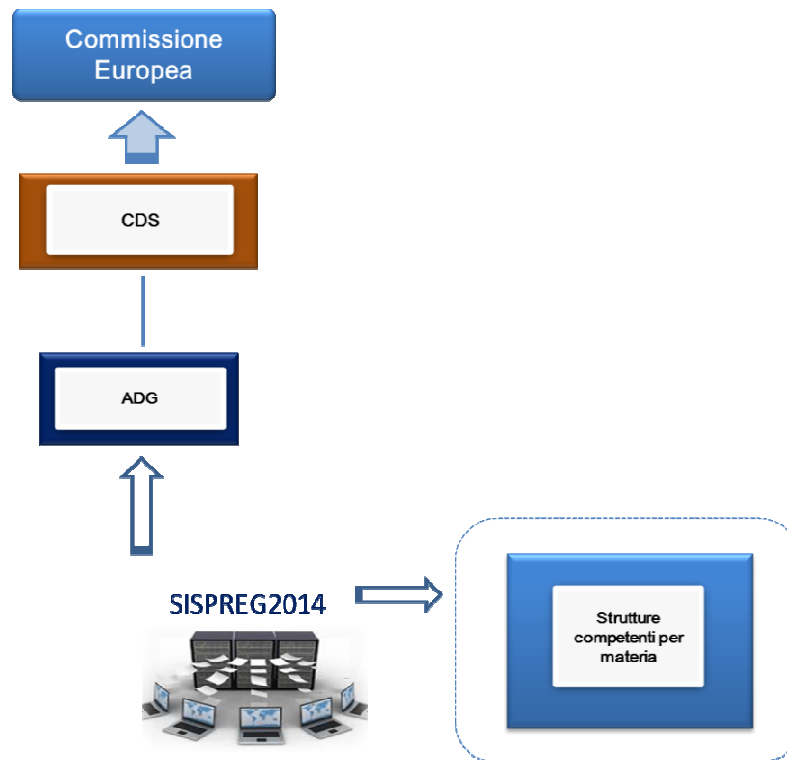 Commissione
Europea
CDS
ADG
SISPREG2014
Strutture
competenti per
materia